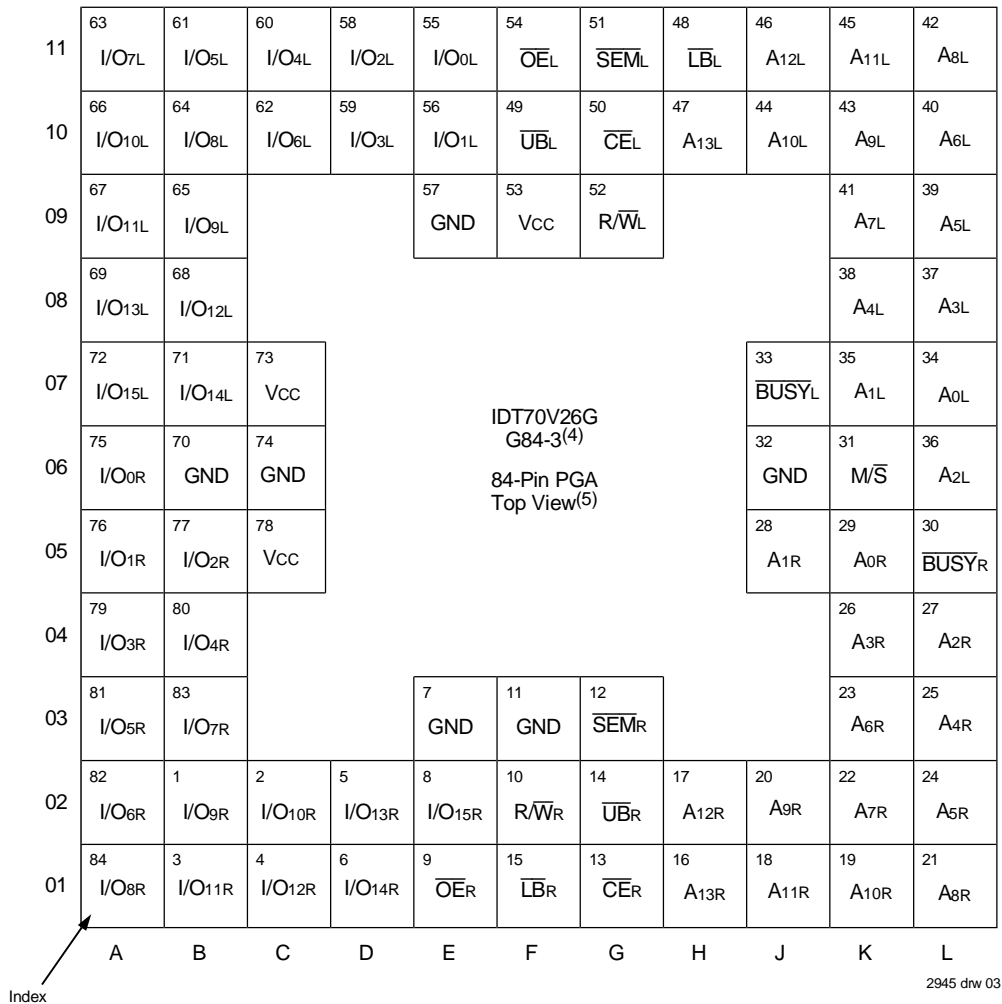 63 61 60 58 55 54 51 48 46 45 42
11 I/O7L I/O5L I/O4L I/O2L I/O0L OEL SEML LBL A12L A11L A8L
66 64 62 59 56 49 50 47 44 43 40
10 I/O10L I/O8L I/O6L I/O3L I/O1L UBL CEL A13L A10L A9L A6L
67 65 57 53 52 41 39
09 I/O11L I/O9L GND VCC R/WL A7L A5L
69 68 38 37
08 I/O13L I/O12L A4L A3L
72 71 73 33 35 34
07 I/O15L I/O14L VCC BUSYL A1L A0L
IDT70V26G
G84-3(4)
75 70 74 32 31 36
06 I/O0R GND GND GND M/S A2L
84-Pin PGA
Top View(5)
76 77 78 28 29 30
05 I/O1R I/O2R VCC A1R A0R BUSYR
79 80 26 27
04 I/O3R I/O4R A3R A2R
81 83 7 11 12 23 25
03 I/O5R I/O7R GND GND SEMR A6R A4R
82 1 2 5 8 10 14 17 20 22 24
02 I/O6R I/O9R I/O10R I/O13R I/O15R R/WR UBR A12R A9R A7R A5R
84 3 4 6 9 15 13 16 18 19 21
01 I/O8R I/O11R I/O12R I/O14R OER LBR CER A13R A11R A10R A8R
A B C D E F G H J K L
Index
2945 drw 03